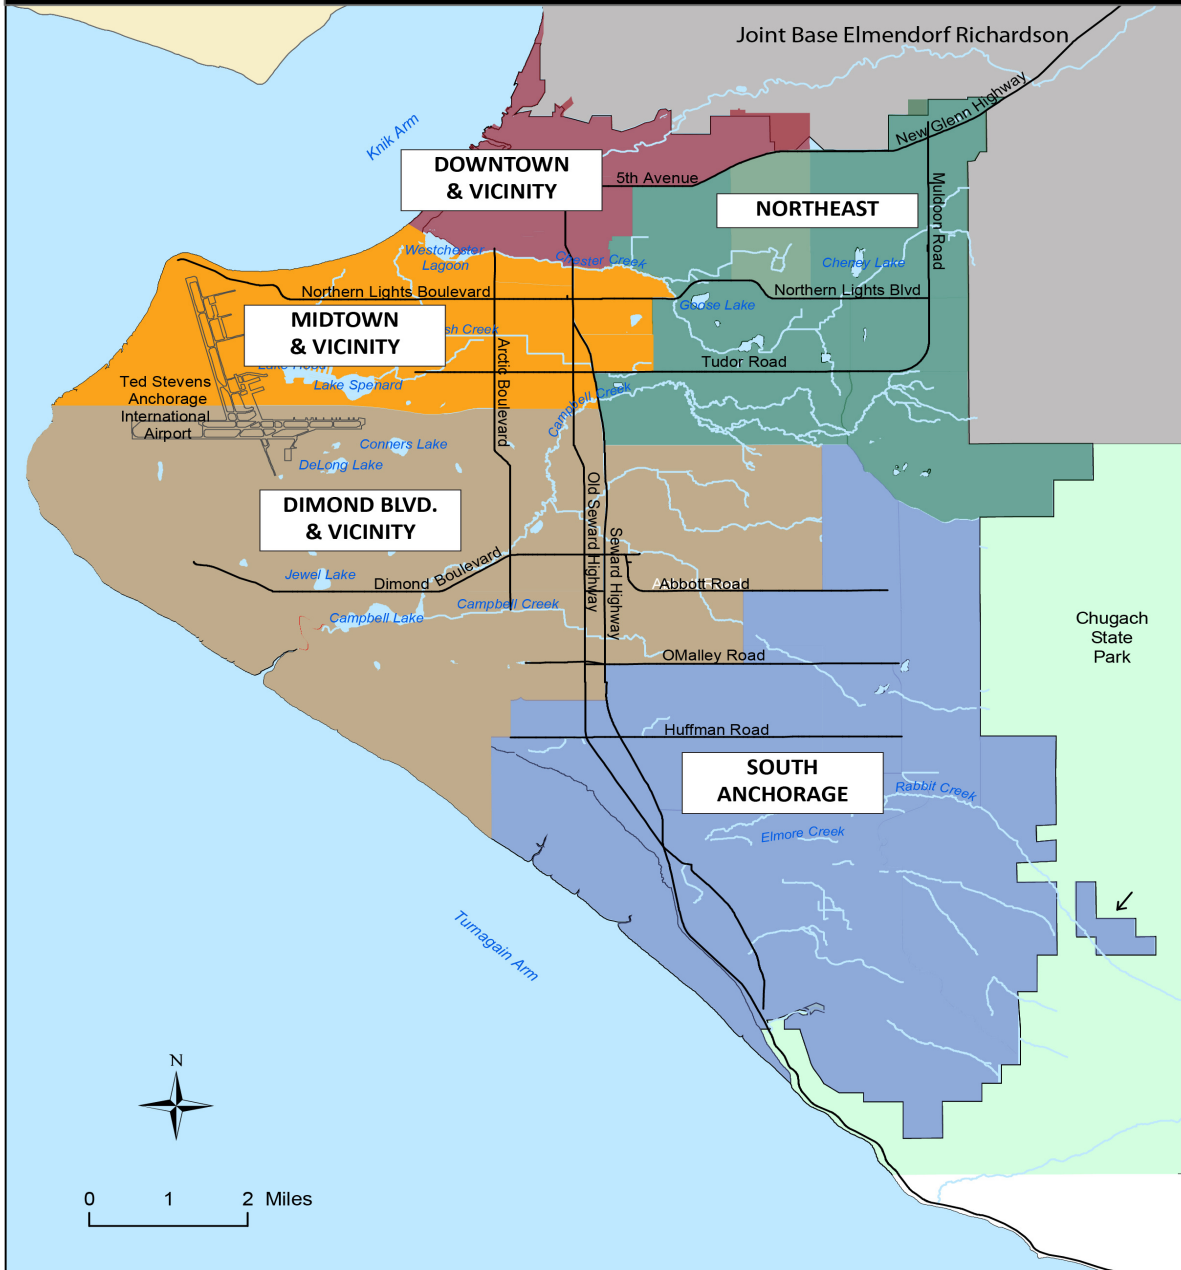 Joint Base Elmendorf Richardson
New Glenn Highway
Knik Arm
DOWNTOWN
& VICINITY
5th Avenue
Muldoon Road
NORTHEAST
Westchester
Lagoon
Chester Creek
Cheney Lake
Northern Lights Boulevard
Northern Lights Blvd
Goose Lake
MIDTOWN
& VICINITY
sh Creek
Arctic Boulevard
Tudor Road
Lake Hood
Lake Spenard
Ted Stevens
Anchorage
International
Airport
Campbell Creek
Conners Lake
DeLong Lake
DIMOND BLVD.
& VICINITY
Old Seward Highway
Seward Highway
Jewel Lake
Dimond Boulevard
Abbott Road
Campbell Creek
Campbell Lake
Chugach
State
Park
OMalley Road
Huffman Road
SOUTH
ANCHORAGE
Rabbit Creek
Elmore Creek
Turnagain Arm
N
0 1 2 Miles